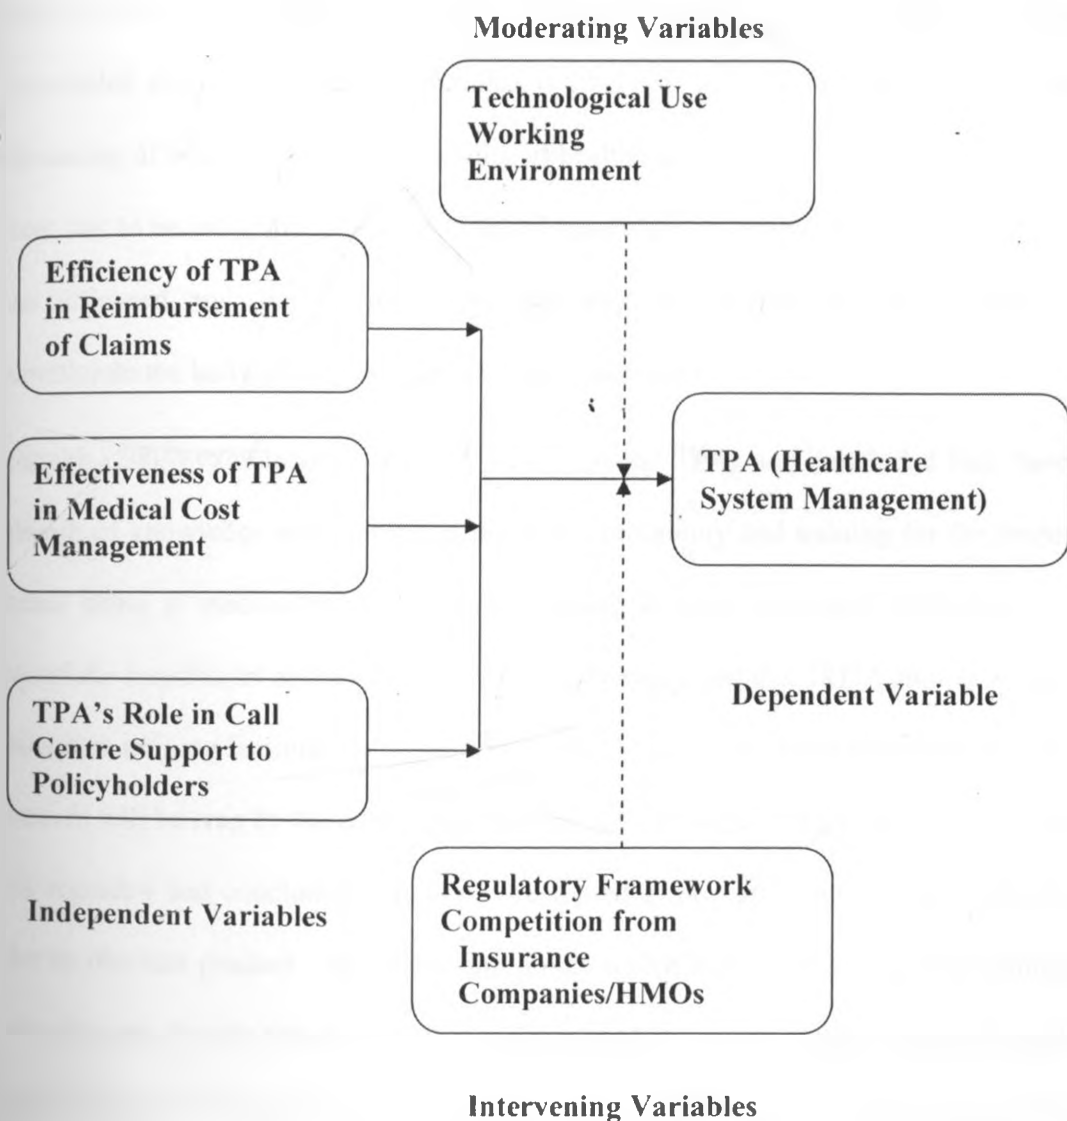 Moderating Variables
Technological Use
Working
Environment
Efficiency of TPA
in Reimbursement
of Claims
Effectiveness of TPA
in Medical Cost
Management
TPA (Healthcare
System Management)
Dependent Variable
TPA's Role in Call
Centre Support to
Policyholders
Independent Variables
Regulatory Framework
Competition from
Insurance
Companies/HMOs
Intervening Variables